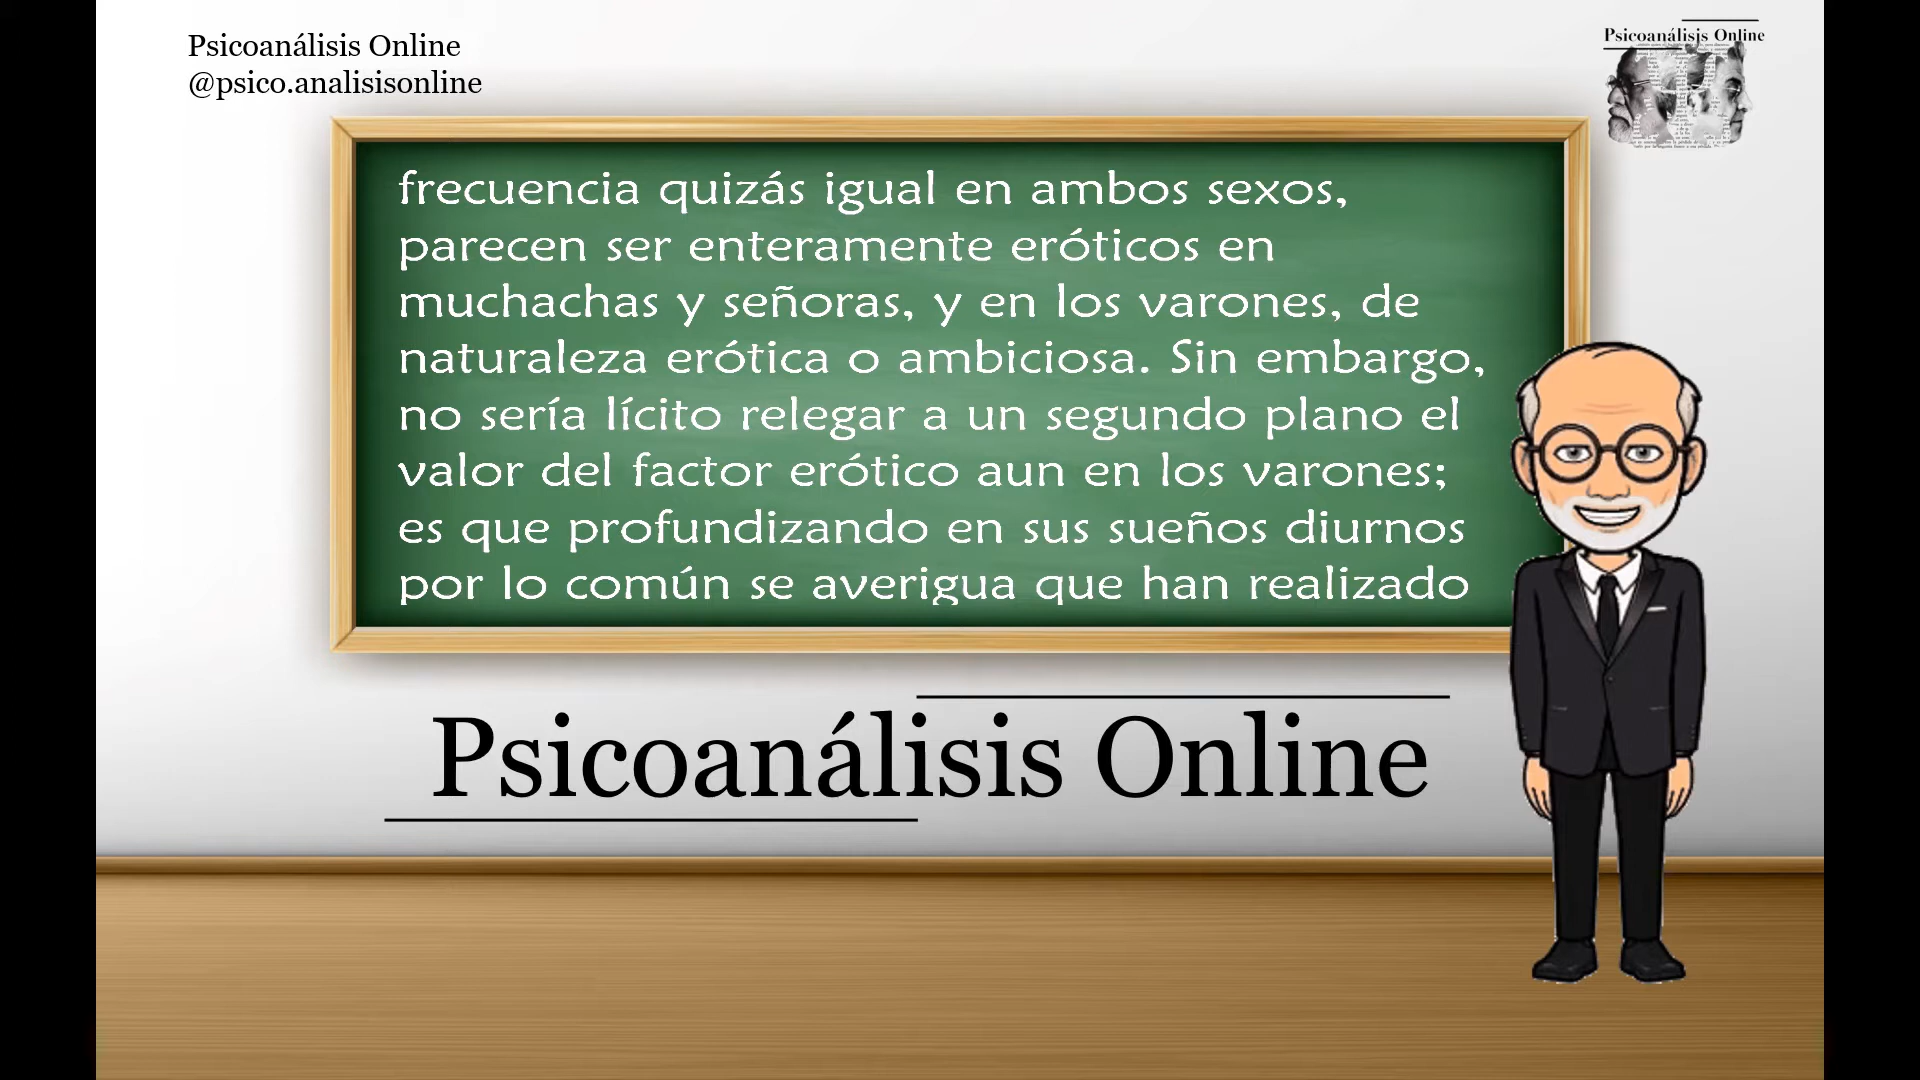 Psicoanálisis Online
@psico.analisisonline
Psicoanálisis Online
frecuencia quizás igual en ambos sexos,
parecen ser enteramente eróticos en
muchachas y señoras, y en los varones, de
naturaleza erótica o ambiciosa. Sin embargo,
no sería lícito relegar a un segundo plano el
valor del factor erótico aun en los varones;
es que profundizando en sus sueños diurnos
por lo común se averigua que han realizado
Psicoanálisis Online